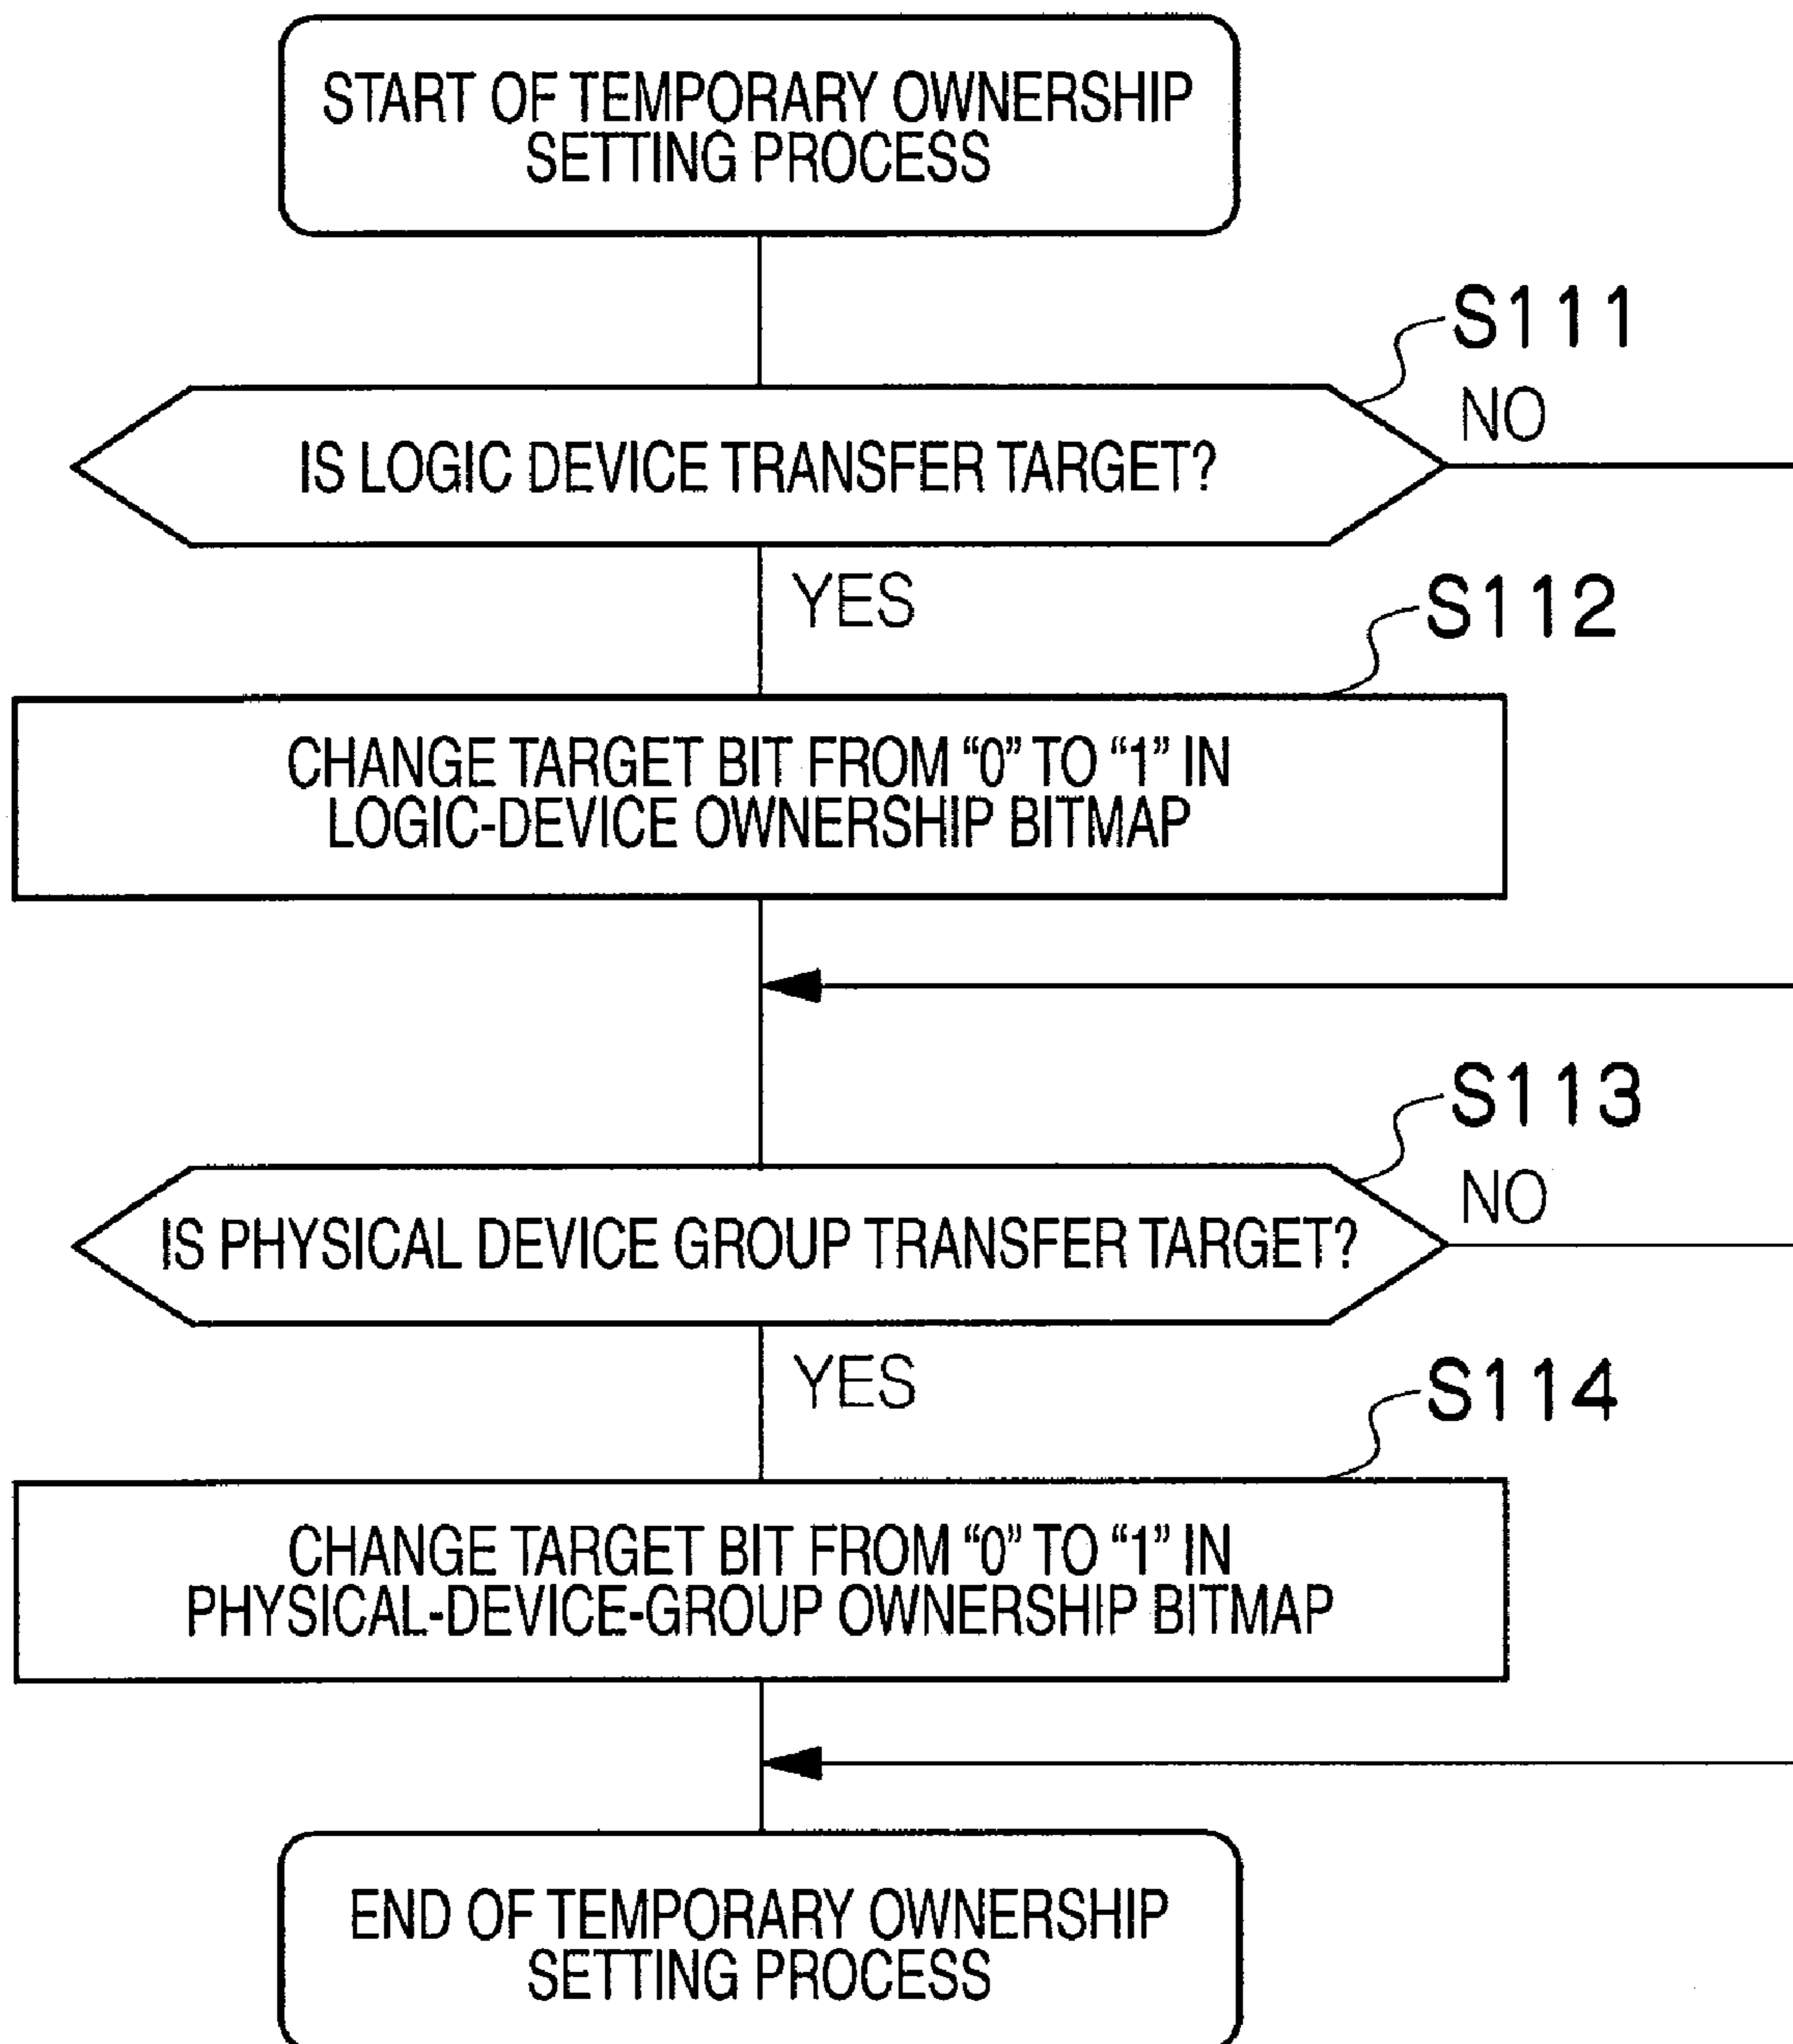 START OF TEMPORARY OWNERSHIP
SETTING PROCESS
S111
NO
IS LOGIC DEVICE TRANSFER TARGET?
YES
S112
CHANGE TARGET BIT FROM “0” TO “1” IN
LOGIC-DEVICE OWNERSHIP BITMAP
S113
NO
IS PHYSICAL DEVICE GROUP TRANSFER TARGET?
YES
S114
CHANGE TARGET BIT FROM “0” TO “1” IN
PHYSICAL-DEVICE-GROUP OWNERSHIP BITMAP
END OF TEMPORARY OWNERSHIP
SETTING PROCESS